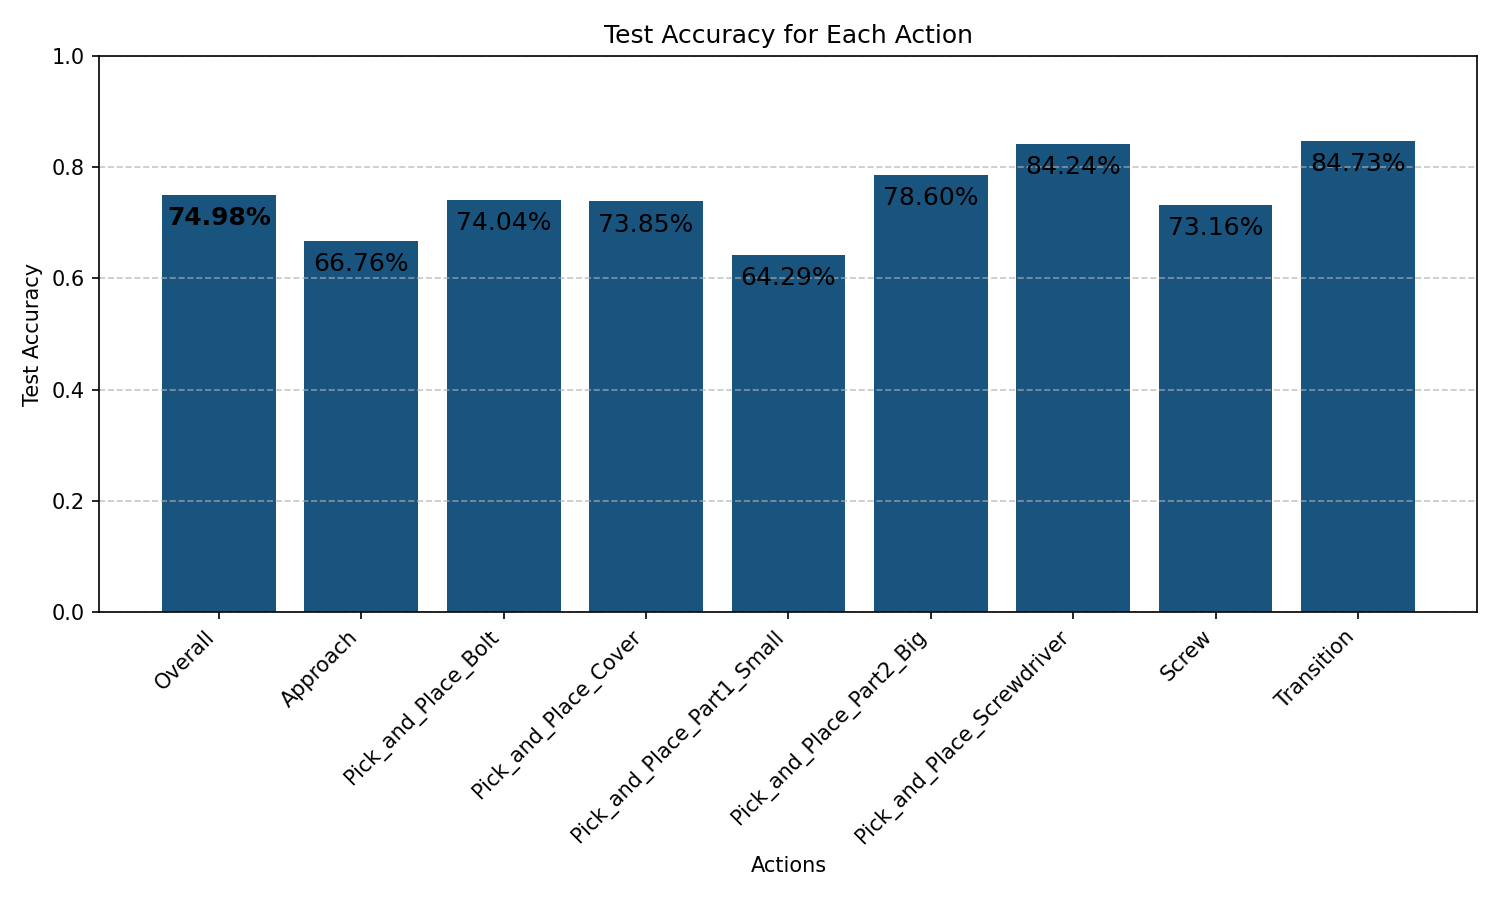 Test Accuracy for Each Action
1.0
0.8
0.6
0.4
0.2
0.0
Test Accuracy
74.98%
66.76%
74.04%
73.85%
64.29%
78.60%
84.24%
73.16%
84.73%
Overall
Approach
Pick_and_Place_Bolt
Pick_and_Place_Cover
Pick_and_Place_Part1_Small
Pick_and_Place_Part2_Big
Pick_and_Place_Screwdriver
Screw
Transition
Actions